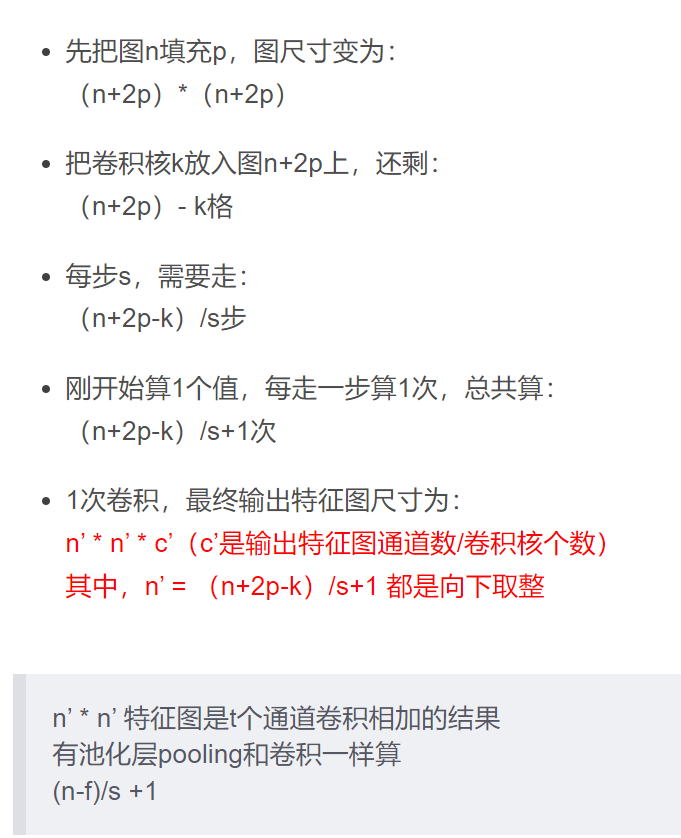 先把图n填充p，图尺寸变为：
（n+2p）*（n+2p）
把卷积核k放入图n+2p上，还剩：
（n+2p）- k格
每步s，需要走：
（n+2p-k）/s步
刚开始算1个值，每走一步算1次，总共算：
（n+2p-k）/s+1次
1次卷积，最终输出特征图尺寸为：
n’ * n’ * c’（c’是输出特征图通道数/卷积核个数）
其中，n’ = （n+2p-k）/s+1 都是向下取整
n’ * n’ 特征图是t个通道卷积相加的结果
有池化层pooling和卷积一样算
(n-f)/s +1